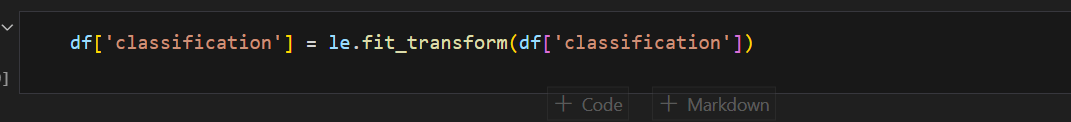 df['classification'] = le.fit_transform(df['classification'])
]
+ Code + Markdown